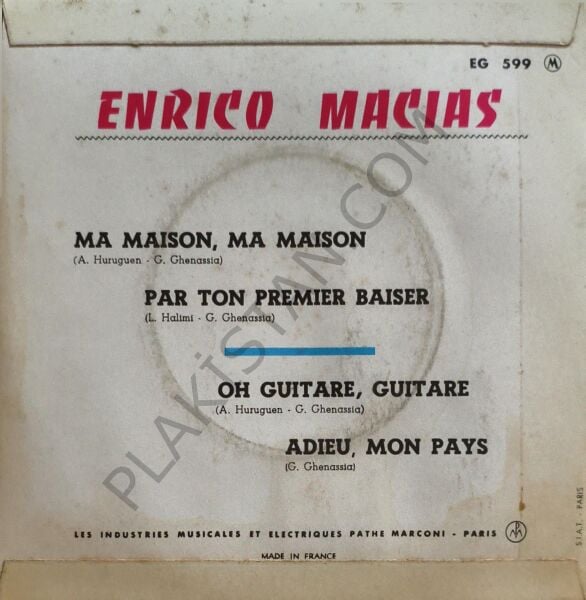 EG 599 M
ENRICO MACIAS
MA MAISON, MA MAISON
(A. Huruguen - G. Ghenassia)
PAR TON PREMIER BAISER
(L. Halimi - G. Ghenassia)
OH GUITARE, GUITARE
(A. Huruguen - G. Ghenassia)
ADIEU, MON PAYS
(G. Ghenassia)
LES INDUSTRIES MUSICALES ET ELECTRIQUES PATHE MARCONI - PARIS
MADE IN FRANCE
S.I.A.T. - PARIS
PLAKİSTAN.COM